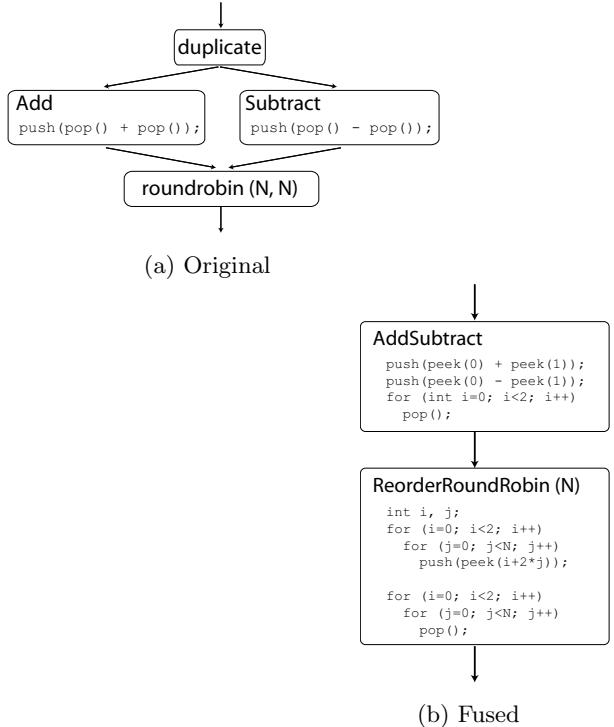 duplicate
Add
push(pop() + pop());
Subtract
push(pop() - pop());
roundrobin (N, N)
(a) Original
AddSubtract
push(peek(0) + peek(1));
push(peek(0) - peek(1));
for (int i=0; i<2; i++)
pop();
ReorderRoundRobin (N)
int i, j;
for (i=0; i<2; i++)
for (j=0; j<N; j++)
push(peek(i+2*j));
for (i=0; i<2; i++)
for (j=0; j<N; j++)
pop();
(b) Fused